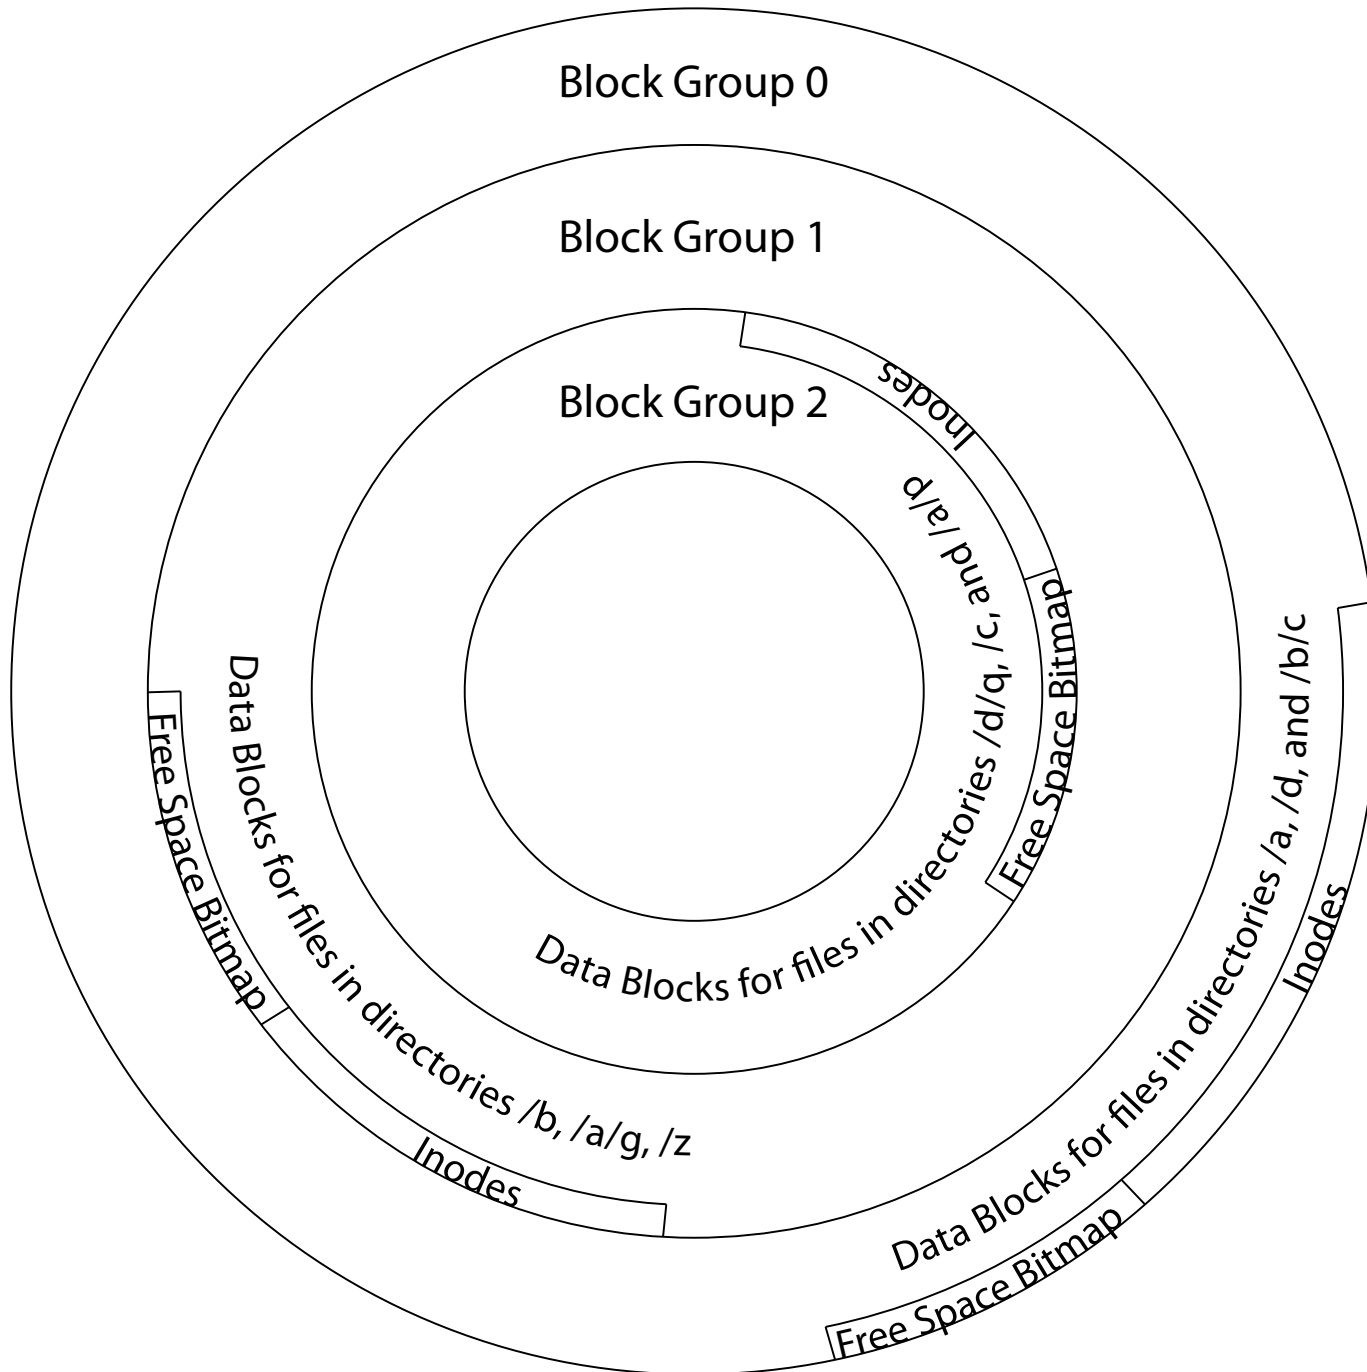 Block Group 0
Block Group 1
Block Group 2
Inodes
Free Space Bitmap
Data Blocks for files in directories /d/q, /c, and /a/p
Free Space Bitmap
Inodes
Data Blocks for files in directories /b, /a/g, /z
Inodes
Free Space Bitmap
Data Blocks for files in directories /a, /d, and /b/c